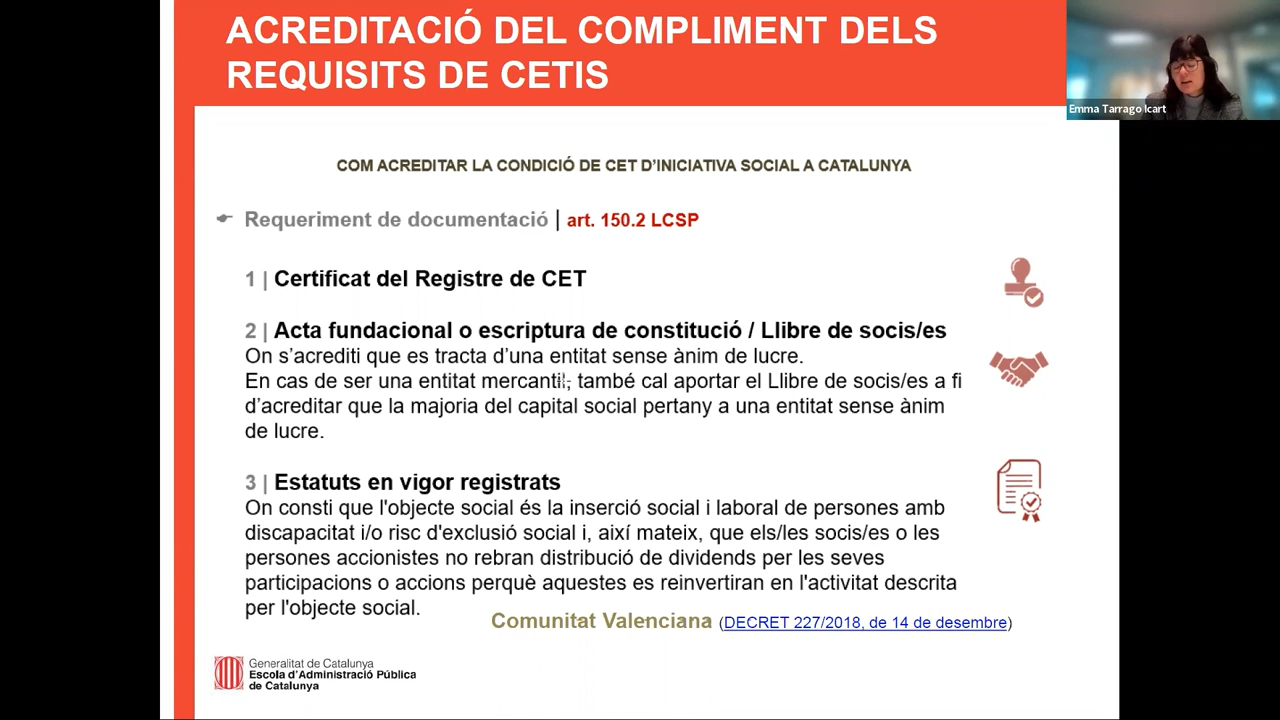 ACREDITACIÓ DEL COMPLIMENT DELS
REQUISITS DE CETIS
Emma Tarrago Icart
COM ACREDITAR LA CONDICIÓ DE CET D'INICIATIVA SOCIAL A CATALUNYA
Requeriment de documentació | art. 150.2 LCSP
1 | Certificat del Registre de CET
2 | Acta fundacional o escriptura de constitució / Llibre de socis/es
On s'acrediti que es tracta d'una entitat sense ànim de lucre.
En cas de ser una entitat mercantil, també cal aportar el Llibre de socis/es a fi
d'acreditar que la majoria del capital social pertany a una entitat sense ànim
de lucre.
3 | Estatuts en vigor registrats
On consti que l'objecte social és la inserció social i laboral de persones amb
discapacitat i/o risc d'exclusió social i, així mateix, que els/les socis/es o les
persones accionistes no rebran distribució de dividends per les seves
participacions o accions perquè aquestes es reinvertiran en l'activitat descrita
per l'objecte social.
Comunitat Valenciana (DECRET 227/2018, de 14 de desembre)
Generalitat de Catalunya
Escola d'Administració Pública
de Catalunya